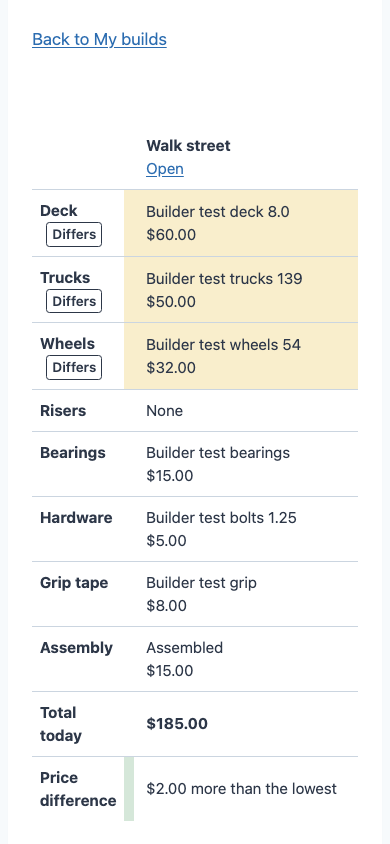 Back to My builds
Walk street
Open
Deck
Differs
Builder test deck 8.0
$60.00
Trucks
Differs
Builder test trucks 139
$50.00
Wheels
Differs
Builder test wheels 54
$32.00
Risers
None
Bearings
Builder test bearings
$15.00
Hardware
Builder test bolts 1.25
$5.00
Grip tape
Builder test grip
$8.00
Assembly
Assembled
$15.00
Total
today
$185.00
Price
difference
$2.00 more than the lowest